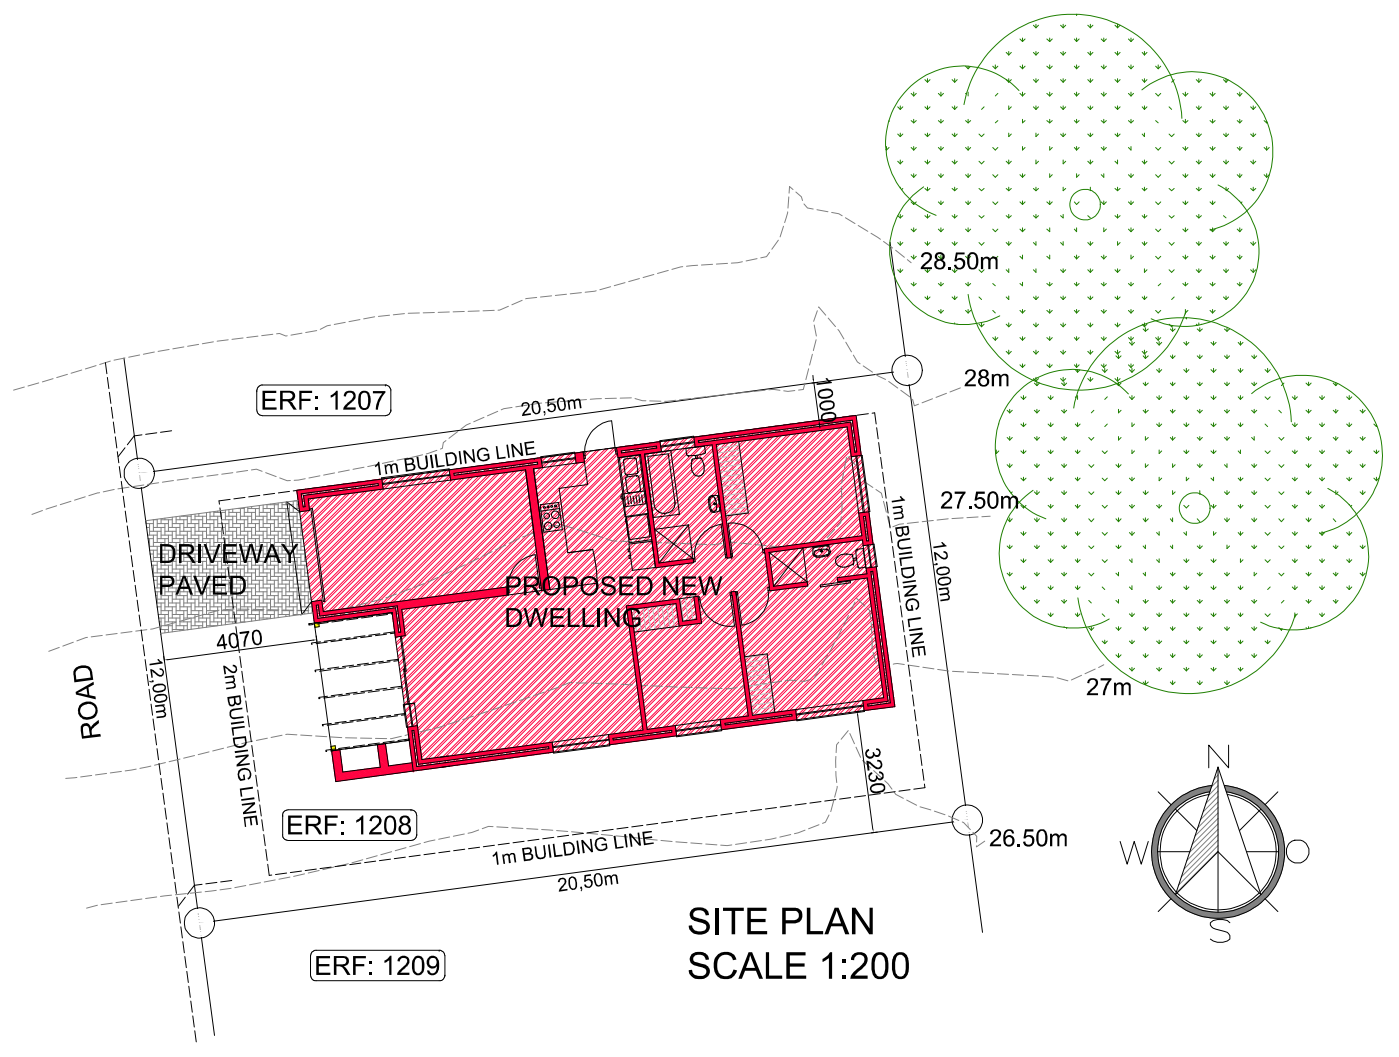 28.50m
28m
ERF: 1207
20,50m
1000
1m BUILDING LINE
27.50m
1m BUILDING LINE
12,00m
DRIVEWAY
PAVED
PROPOSED NEW
DWELLING
4070
12,00m
2m BUILDING LINE
ROAD
27m
3230
ERF: 1208
1m BUILDING LINE
26.50m
20,50m
N
W
O
S
SITE PLAN
SCALE 1:200
ERF: 1209